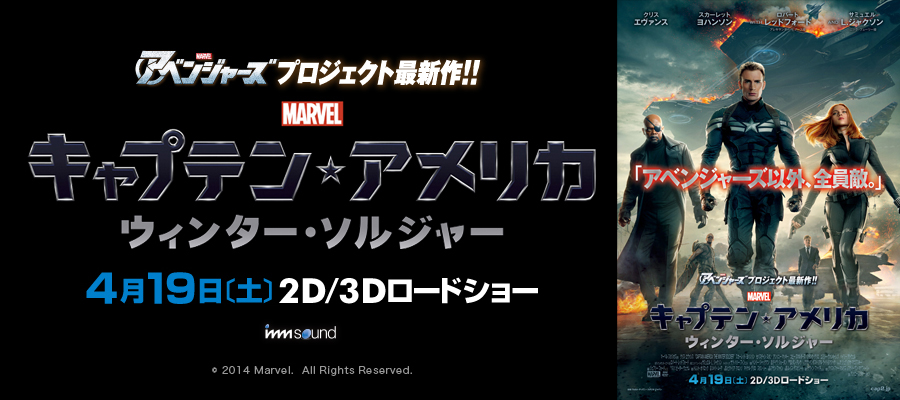 MARVEL
アベンジャーズ プロジェクト最新作!!
MARVEL
キャプテン☆アメリカ
ウィンター・ソルジャー
4月19日〔土〕2D/3Dロードショー
imm sound
© 2014 Marvel. All Rights Reserved.
クリス エヴァンス
スカーレット ヨハンソン
ロバート レッドフォード
サミュエル L.ジャクソン
「アベンジャーズ以外、全員敵。」
アベンジャーズ プロジェクト最新作!!
MARVEL
キャプテン☆アメリカ
ウィンター・ソルジャー
4月19日〔土〕2D/3Dロードショー